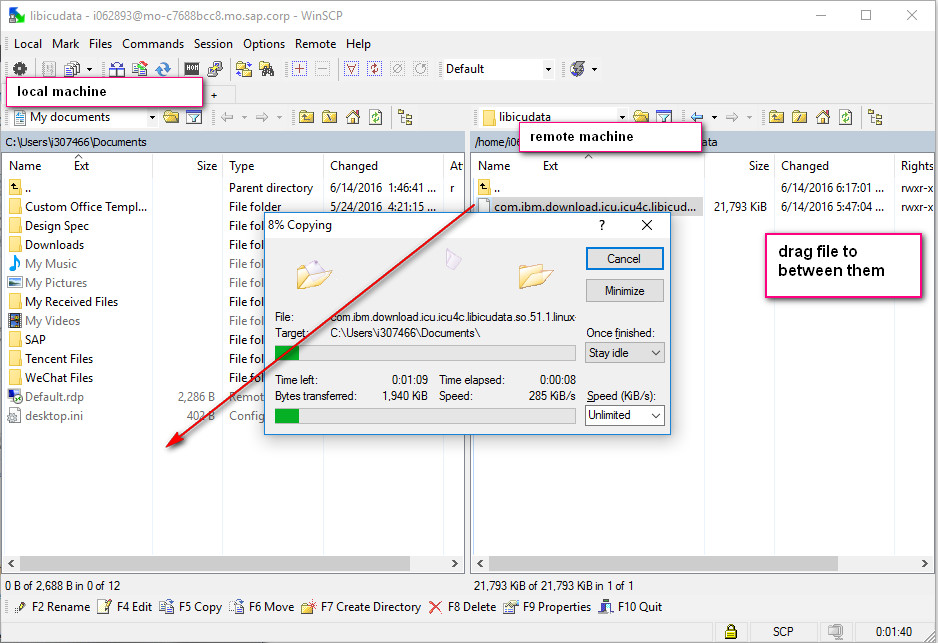 libicudata - i062893@mo-c7688bcc8.mo.sap.corp - WinSCP
Local Mark Files Commands Session Options Remote Help
Default
local machine
+
My documents
libicudata
remote machine
C:\Users\i307466\Documents
/home/i06
ata
Name Ext Size Type Changed
Name Ext Size Changed Rights
.. Parent directory 6/14/2016 1:46:41 ... r
.. 6/14/2016 6:17:01 ... rwxr-x
Custom Office Templ... File folder 5/24/2016 4:21:15 ...
com.ibm.download.icu.icu4c.libicud... 21,793 KiB 6/14/2016 5:47:04 ... rwxr-x
Design Spec File fol
Downloads File fol
My Music File fol
My Pictures File fol
My Received Files File fol
My Videos File fol
SAP File fol
Tencent Files File fol
WeChat Files File fol
Default.rdp 2,286 B Remot
desktop.ini 402 B Config
8% Copying
?
Cancel
Minimize
File: com.ibm.download.icu.icu4c.libicudata.so.51.1.linux-
Target: C:\Users\i307466\Documents\
Once finished:
Stay idle
Time left: 0:01:09 Time elapsed: 0:00:08
Bytes transferred: 1,940 KiB Speed: 285 KiB/s
Speed (KiB/s):
Unlimited
drag file to
between them
0 B of 2,688 B in 0 of 12
21,793 KiB of 21,793 KiB in 1 of 1
F2 Rename F4 Edit F5 Copy F6 Move F7 Create Directory F8 Delete F9 Properties F10 Quit
SCP 0:01:40